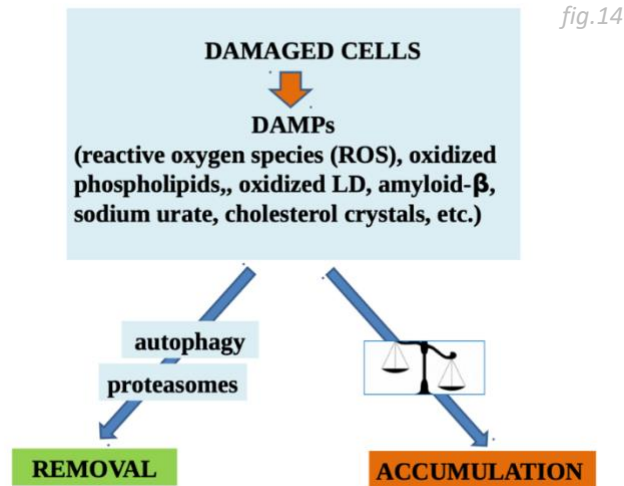 fig.14
DAMAGED CELLS
DAMPs
(reactive oxygen species (ROS), oxidized
phospholipids,, oxidized LD, amyloid-β,
sodium urate, cholesterol crystals, etc.)
autophagy
proteasomes
REMOVAL
ACCUMULATION